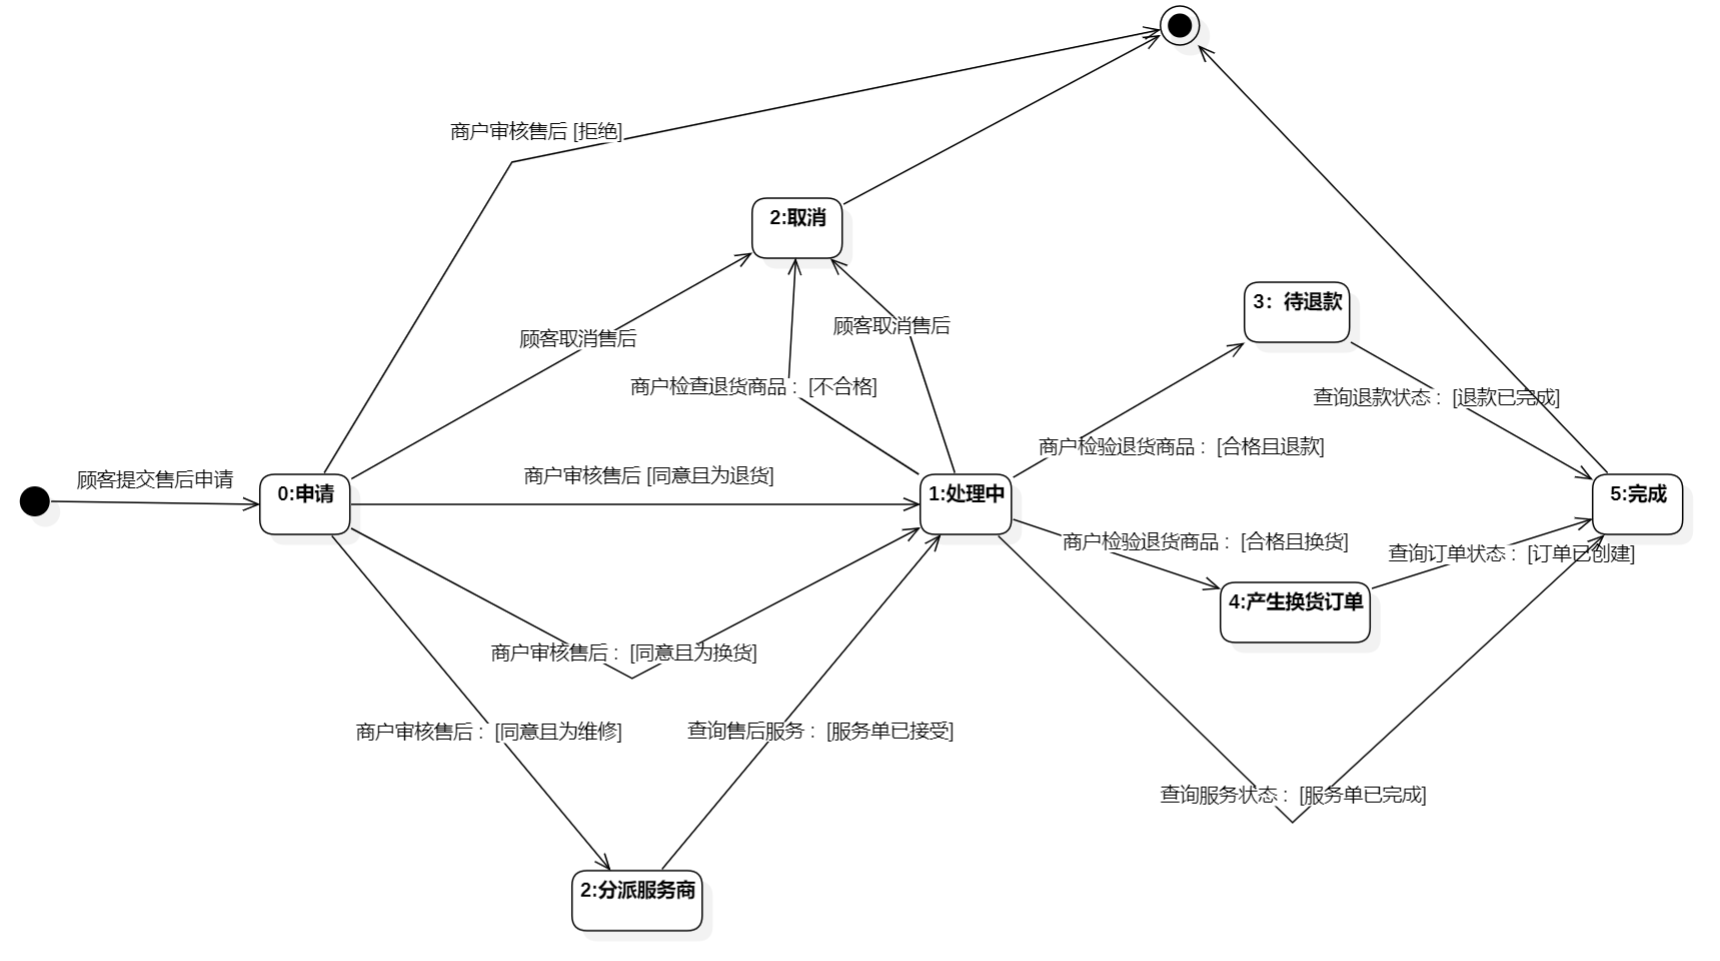 商户审核售后 [拒绝]
2:取消
3：待退款
顾客取消售后
顾客取消售后
商户检查退货商品： [不合格]
查询退款状态： [退款已完成]
商户检验退货商品： [合格且退款]
顾客提交售后申请
商户审核售后 [同意且为退货]
0:申请
1:处理中
5:完成
商户检验退货商品： [合格且换货]
查询订单状态： [订单已创建]
4:产生换货订单
商户审核售后： [同意且为换货]
商户审核售后： [同意且为维修]
查询售后服务： [服务单已接受]
查询服务状态： [服务单已完成]
2:分派服务商